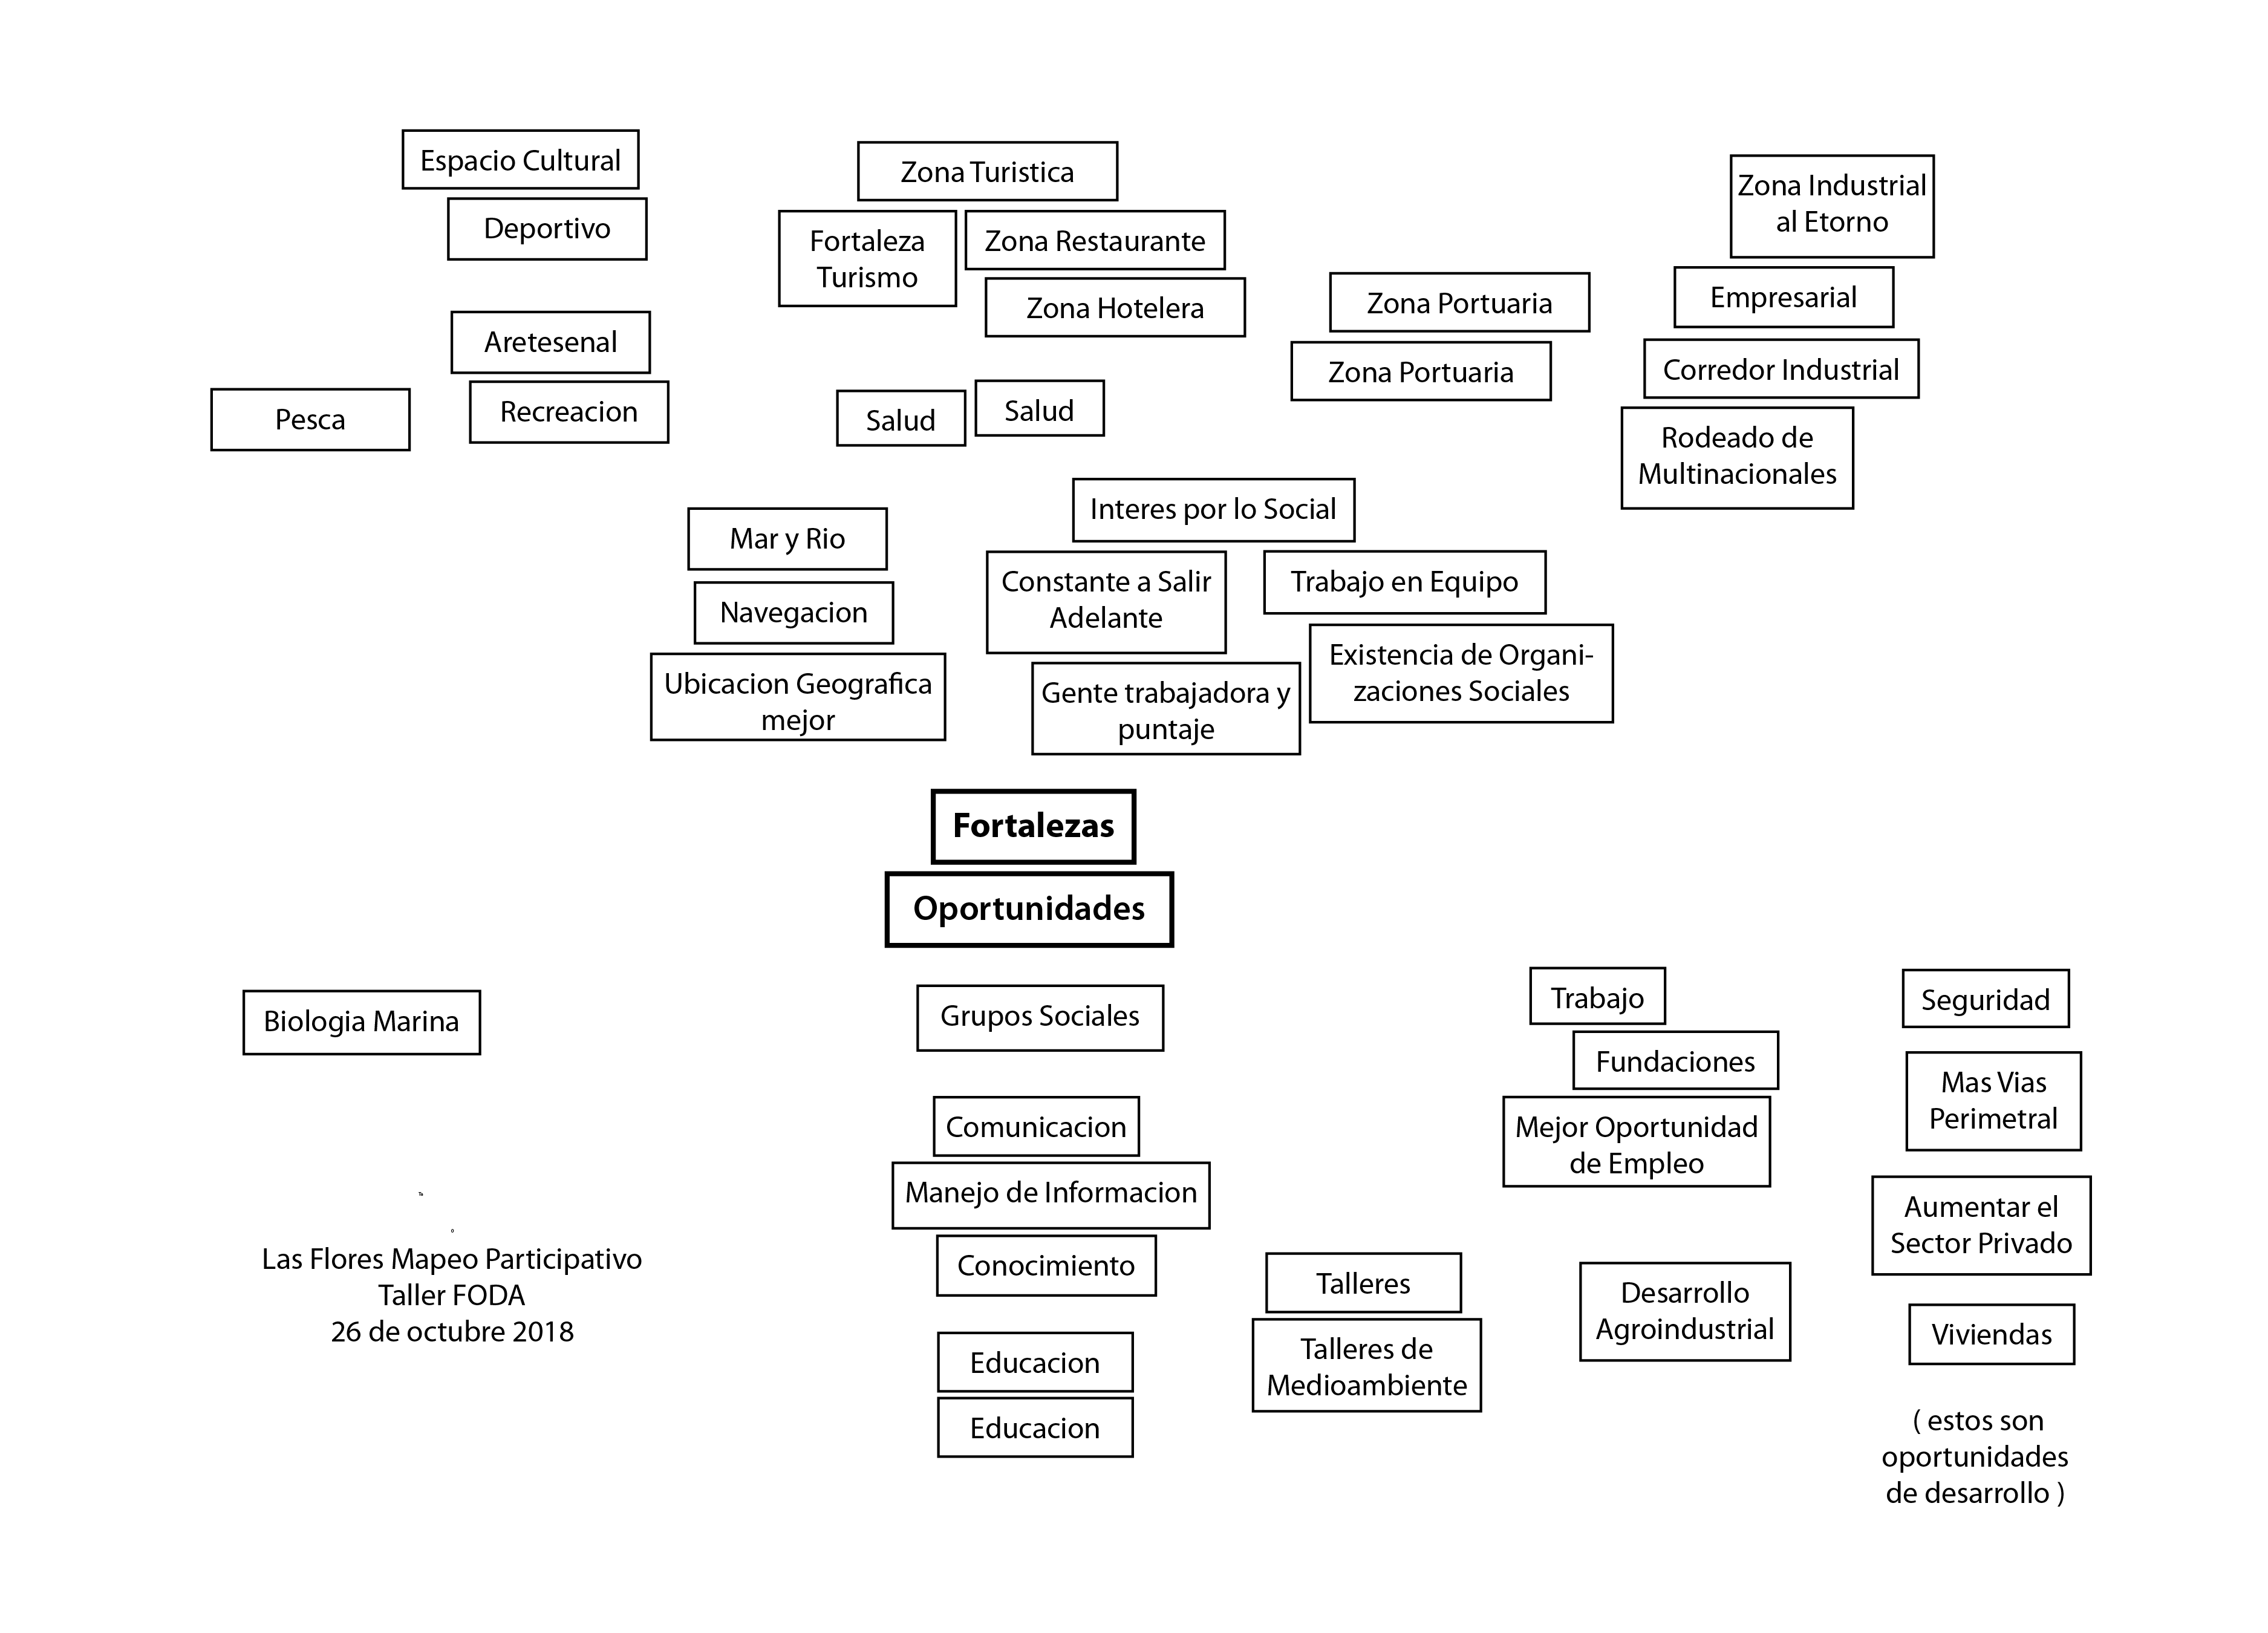 Espacio Cultural
Deportivo
Aretesenal
Recreacion
Pesca
Zona Turistica
Fortaleza
Turismo
Zona Restaurante
Zona Hotelera
Salud
Salud
Zona Portuaria
Zona Portuaria
Zona Industrial
al Etorno
Empresarial
Corredor Industrial
Rodeado de
Multinacionales
Mar y Rio
Navegacion
Ubicacion Geografica
mejor
Interes por lo Social
Constante a Salir
Adelante
Trabajo en Equipo
Gente trabajadora y
puntaje
Existencia de Organi-
zaciones Sociales
Fortalezas
Oportunidades
Biologia Marina
Las Flores Mapeo Participativo
Taller FODA
26 de octubre 2018
Grupos Sociales
Comunicacion
Manejo de Informacion
Conocimiento
Educacion
Educacion
Talleres
Talleres de
Medioambiente
Trabajo
Fundaciones
Mejor Oportunidad
de Empleo
Desarrollo
Agroindustrial
Seguridad
Mas Vias
Perimetral
Aumentar el
Sector Privado
Viviendas
( estos son
oportunidades
de desarrollo )